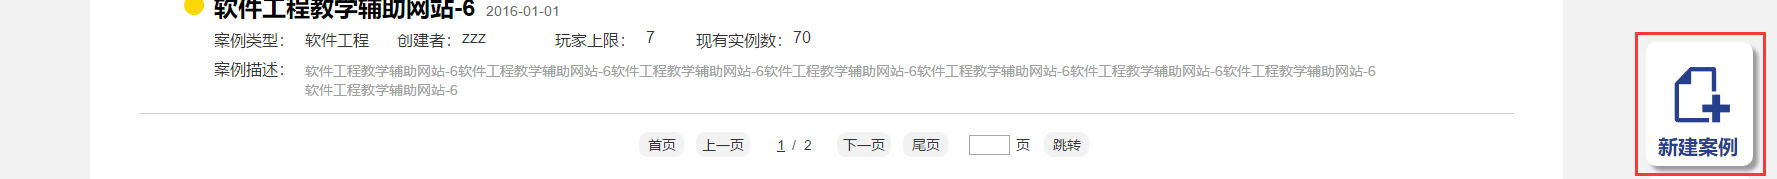 软件工程教学辅助网站-6 2016-01-01
案例类型： 软件工程 创建者：zzz 玩家上限： 7 现有实例数：70
案例描述： 软件工程教学辅助网站-6软件工程教学辅助网站-6软件工程教学辅助网站-6软件工程教学辅助网站-6软件工程教学辅助网站-6软件工程教学辅助网站-6软件工程教学辅助网站-6
软件工程教学辅助网站-6
首页 上一页 1 / 2 下一页 尾页 页 跳转
新建案例